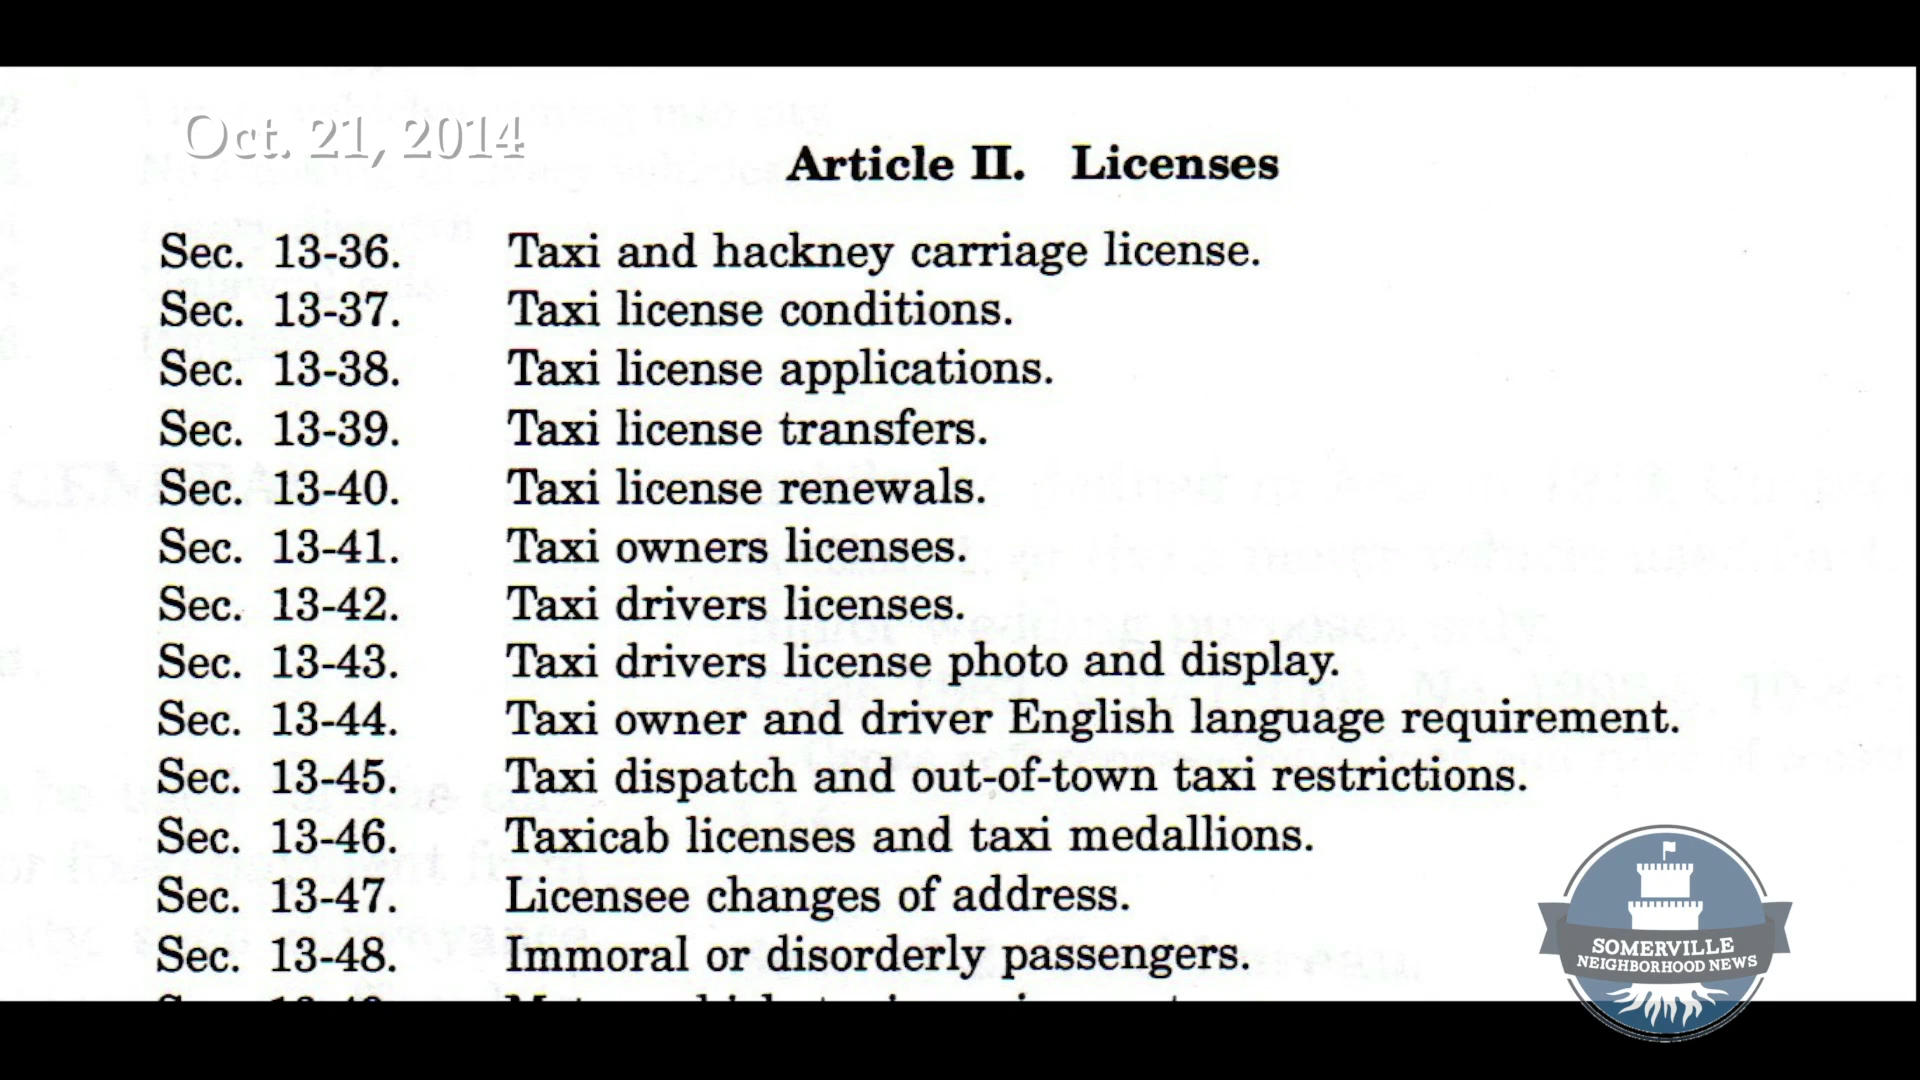 Oct. 21, 2014
Article II. Licenses
Sec. 13-36. Taxi and hackney carriage license.
Sec. 13-37. Taxi license conditions.
Sec. 13-38. Taxi license applications.
Sec. 13-39. Taxi license transfers.
Sec. 13-40. Taxi license renewals.
Sec. 13-41. Taxi owners licenses.
Sec. 13-42. Taxi drivers licenses.
Sec. 13-43. Taxi drivers license photo and display.
Sec. 13-44. Taxi owner and driver English language requirement.
Sec. 13-45. Taxi dispatch and out-of-town taxi restrictions.
Sec. 13-46. Taxicab licenses and taxi medallions.
Sec. 13-47. Licensee changes of address.
Sec. 13-48. Immoral or disorderly passengers.
SOMERVILLE
NEIGHBORHOOD NEWS